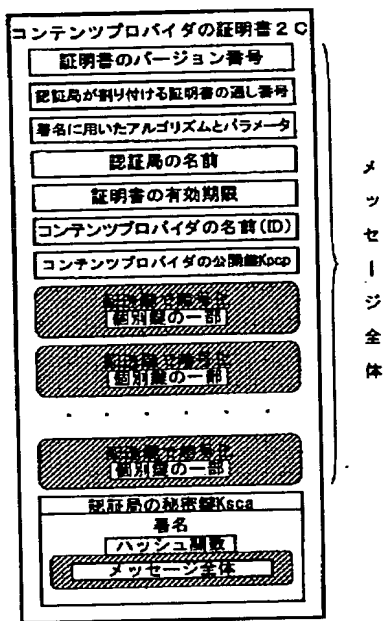 コンテンツプロバイダの証明書2C
証明書のバージョン番号
認証局が割り付ける証明書の通し番号
署名に用いたアルゴリズムとパラメータ
認証局の名前
証明書の有効期限
コンテンツプロバイダの名前(ID)
コンテンツプロバイダの公開鍵Kpcp
個別鍵の一部
個別鍵の一部
・・・・・・
個別鍵の一部
認証局の秘密鍵Ksca
署名
ハッシュ関数
メッセージ全体
メッセージ全体